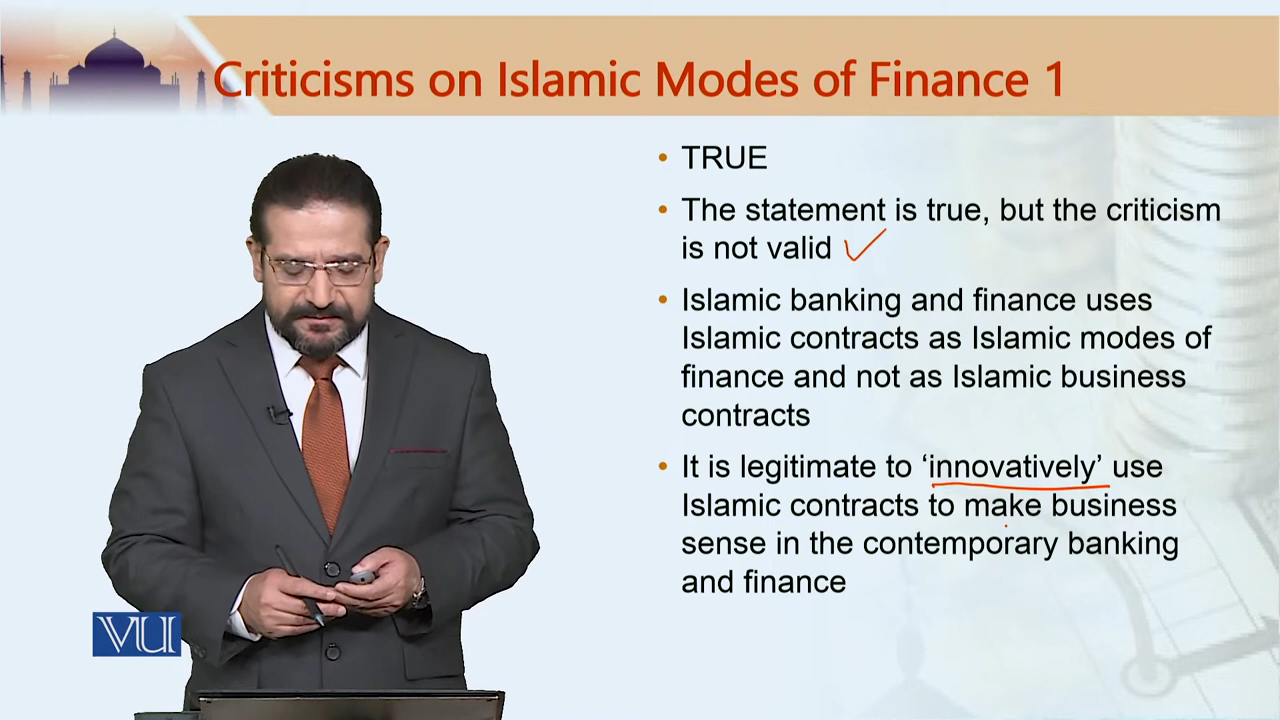 Criticisms on Islamic Modes of Finance 1
• TRUE
• The statement is true, but the criticism
is not valid
• Islamic banking and finance uses
Islamic contracts as Islamic modes of
finance and not as Islamic business
contracts
• It is legitimate to ‘innovatively’ use
Islamic contracts to make business
sense in the contemporary banking
and finance
VU